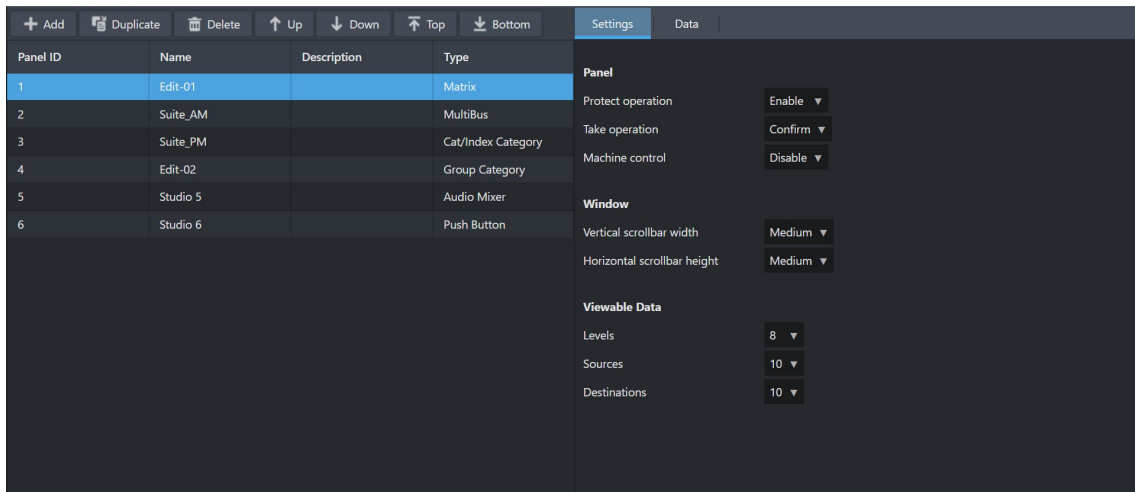 Add Duplicate Delete Up Down Top Bottom Settings Data
Panel ID Name Description Type
1 Edit-01 Matrix
2 Suite_AM MultiBus
3 Suite_PM Cat/Index Category
4 Edit-02 Group Category
5 Studio 5 Audio Mixer
6 Studio 6 Push Button
Panel
Protect operation Enable
Take operation Confirm
Machine control Disable
Window
Vertical scrollbar width Medium
Horizontal scrollbar height Medium
Viewable Data
Levels 8
Sources 10
Destinations 10